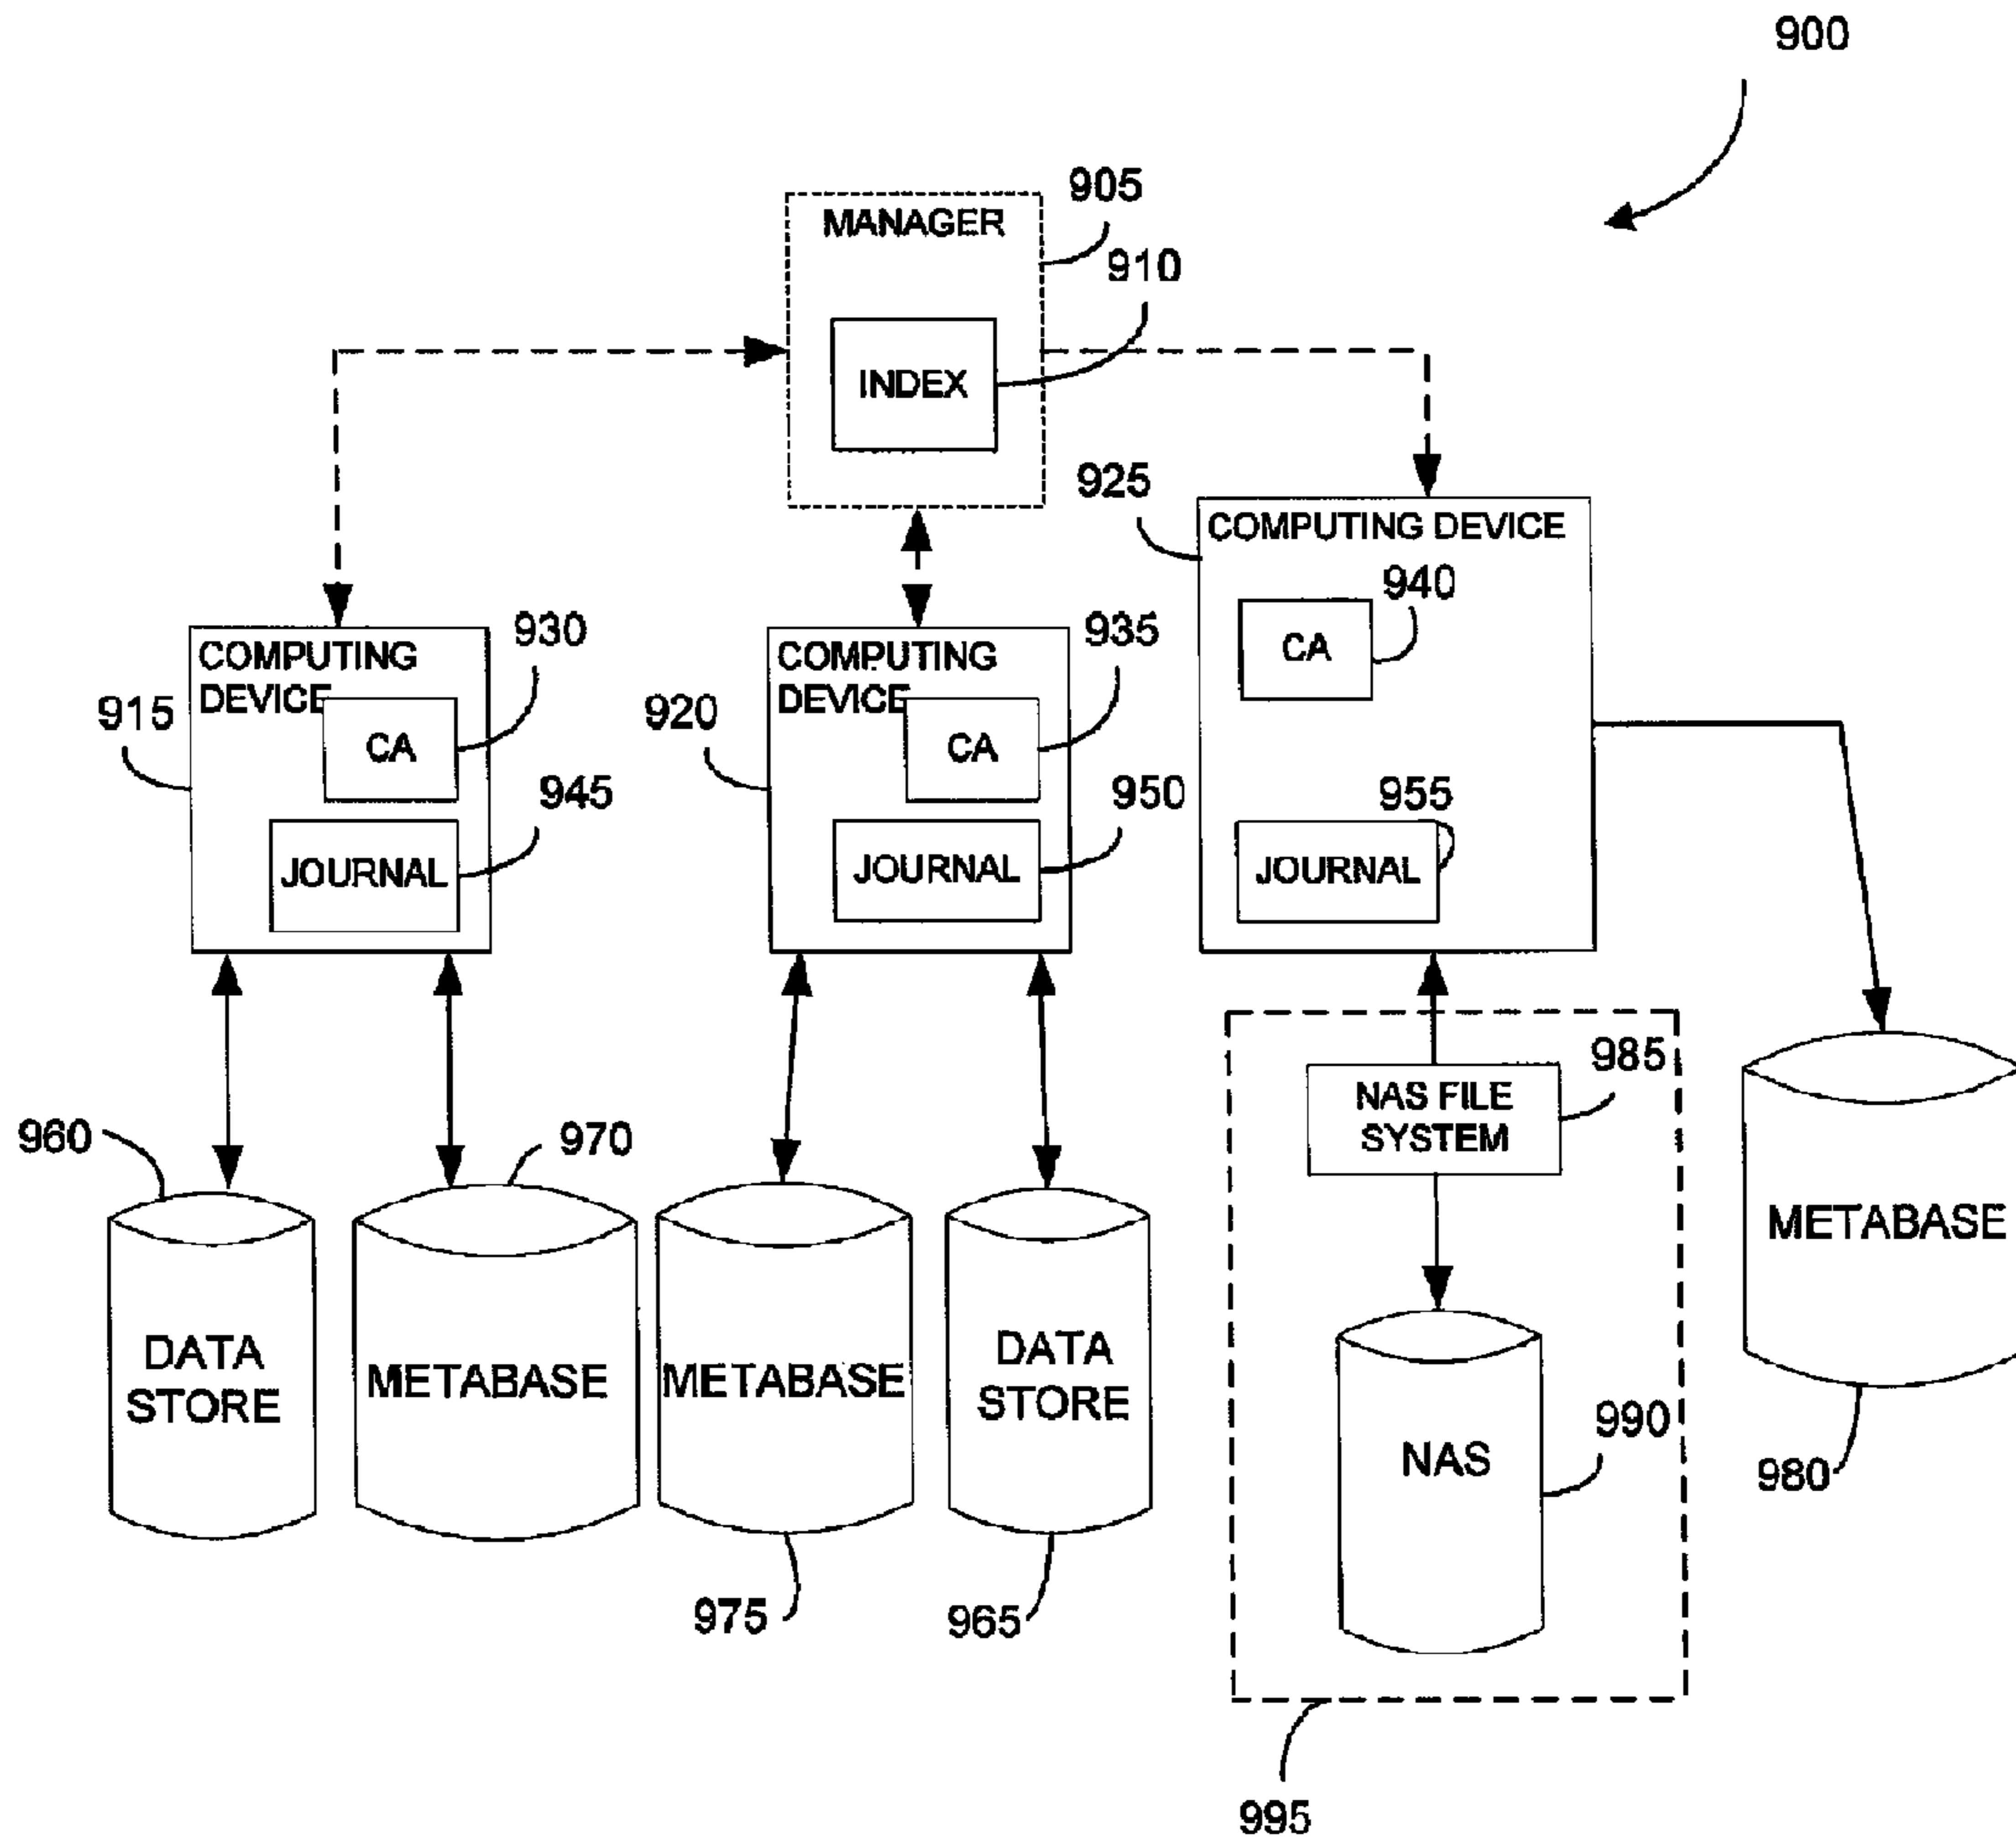 900
905
MANAGER
910
INDEX
925
COMPUTING DEVICE
940
CA
930
935
COMPUTING
DEVICE
COMPUTING
DEVICE
915
920
CA
CA
945
950
955
JOURNAL
JOURNAL
JOURNAL
985
NAS FILE
SYSTEM
960
970
METABASE
DATA
STORE
METABASE
METABASE
DATA
STORE
990
NAS
980
975
965
995